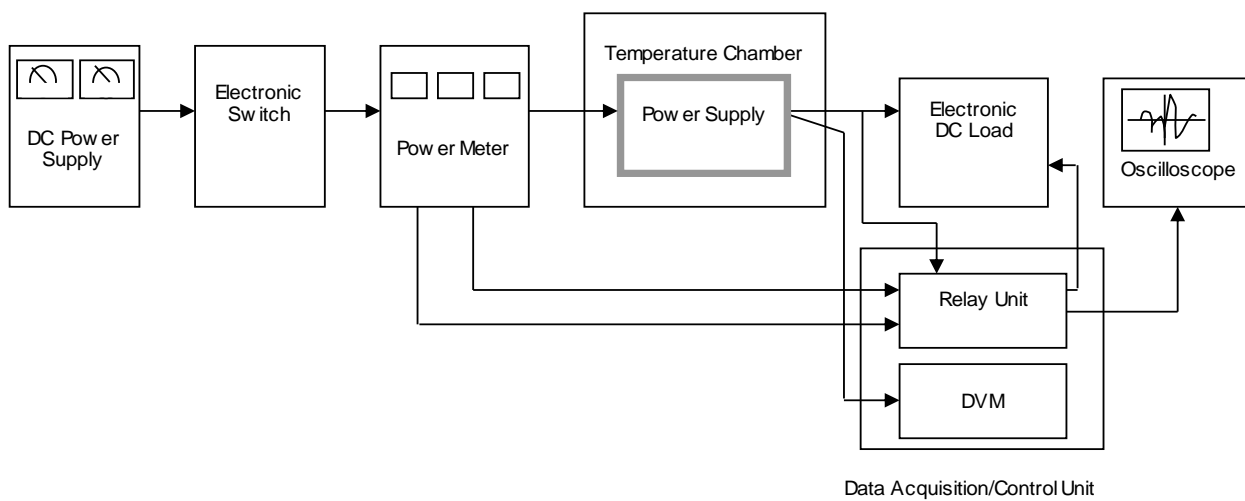 DC Power
Supply
Electronic
Switch
Power Meter
Temperature Chamber
Power Supply
Electronic
DC Load
Oscilloscope
Relay Unit
DVM
Data Acquisition/Control Unit